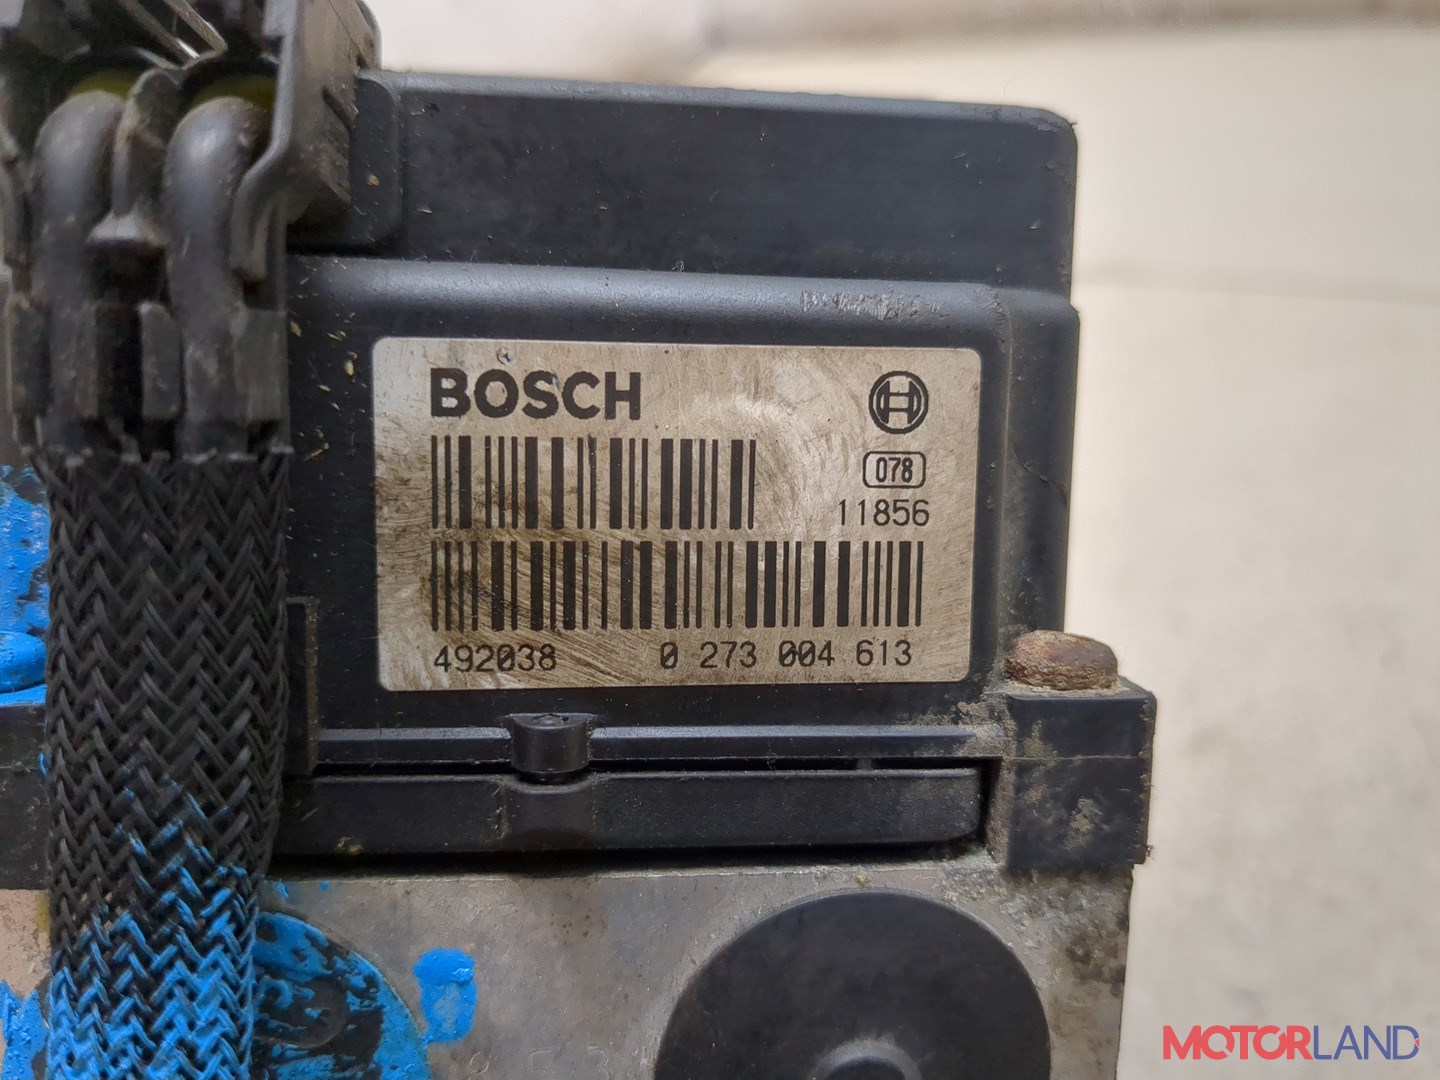 BOSCH
078
11856
492038 0 273 004 613
MOTORLAND